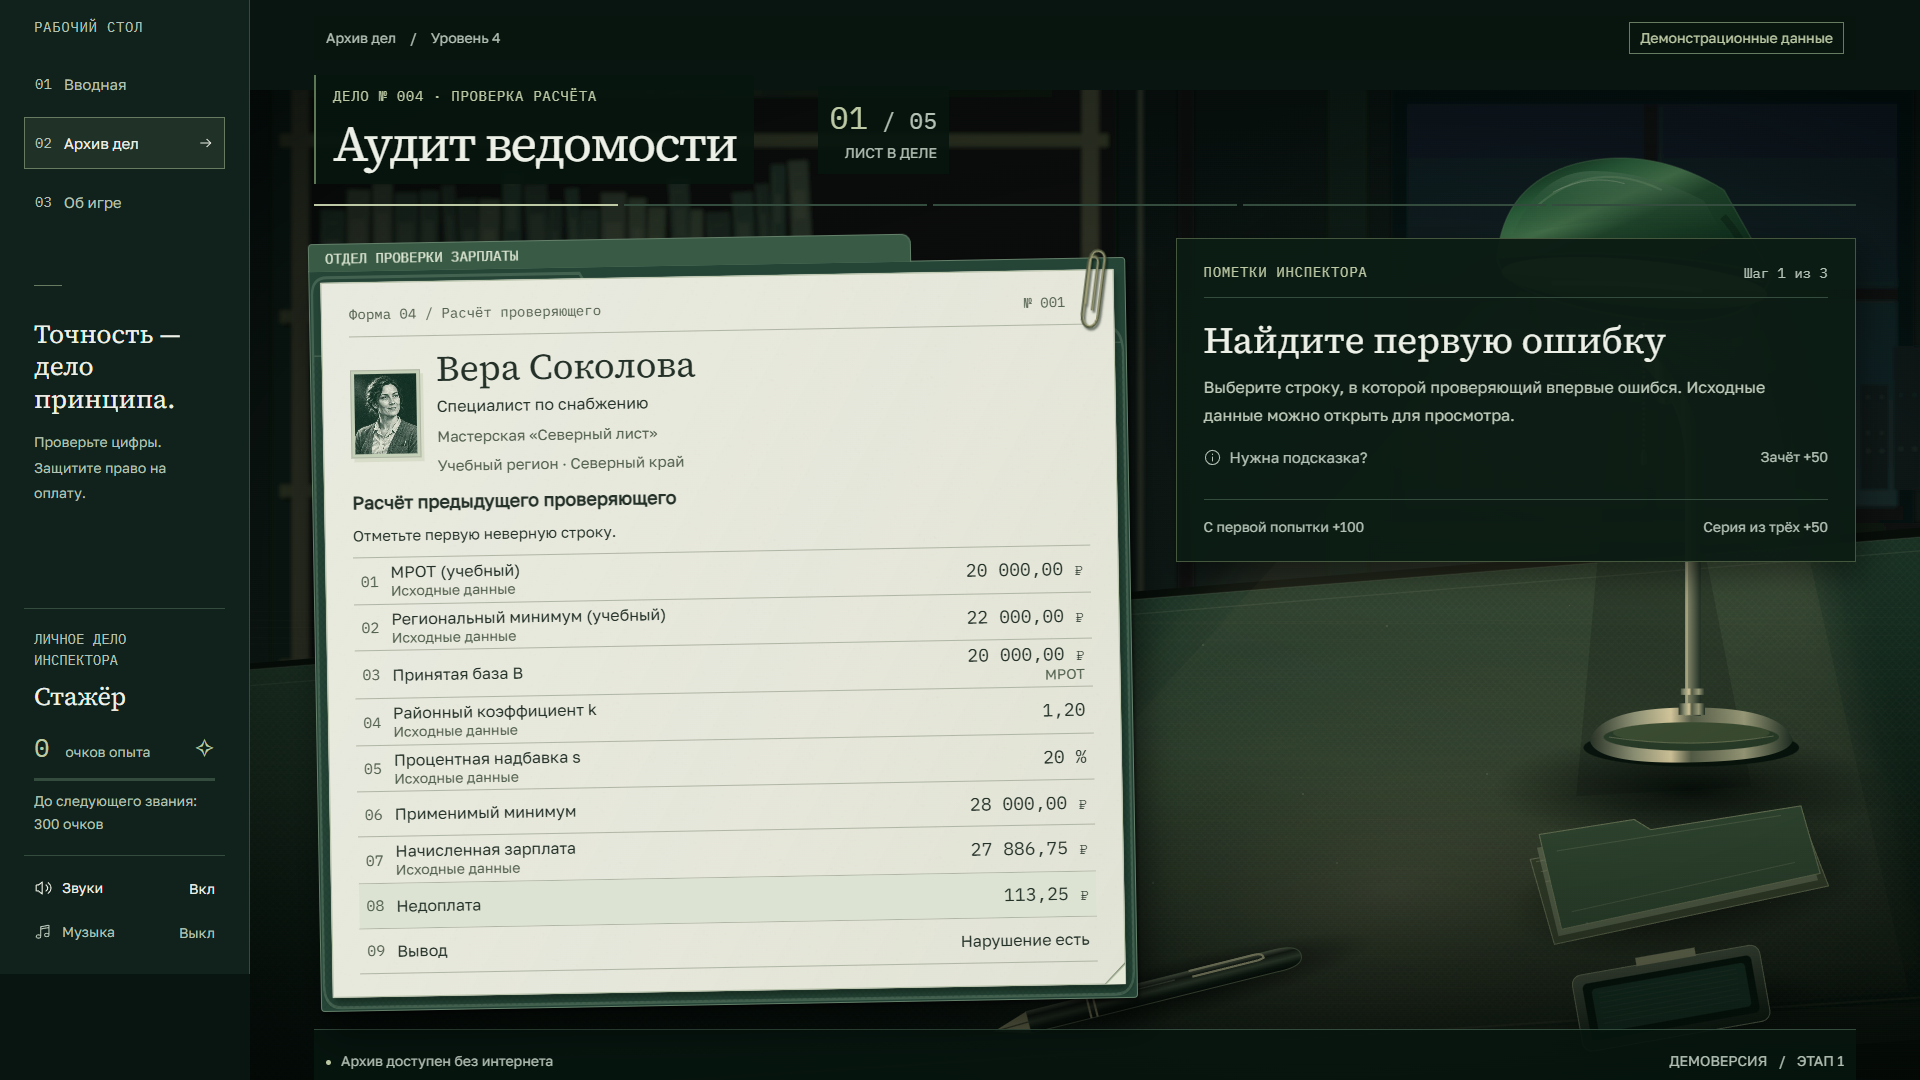 РАБОЧИЙ СТОЛ
01 Вводная
02 Архив дел →
03 Об игре
Точность —
дело
принципа.
Проверьте цифры.
Защитите право на
оплату.
ЛИЧНОЕ ДЕЛО
ИНСПЕКТОРА
Стажёр
0 очков опыта
До следующего звания:
300 очков
Звуки Вкл
Музыка Выкл
Архив дел / Уровень 4
Демонстрационные данные
ДЕЛО № 004 · ПРОВЕРКА РАСЧЁТА
Аудит ведомости
01 / 05
ЛИСТ В ДЕЛЕ
ОТДЕЛ ПРОВЕРКИ ЗАРПЛАТЫ
Форма 04 / Расчёт проверяющего № 001
Вера Соколова
Специалист по снабжению
Мастерская «Северный лист»
Учебный регион · Северный край
Расчёт предыдущего проверяющего
Отметьте первую неверную строку.
01 МРОТ (учебный) 20 000,00 ₽
Исходные данные
02 Региональный минимум (учебный) 22 000,00 ₽
Исходные данные
03 Принятая база B 20 000,00 ₽
МРОТ
04 Районный коэффициент k 1,20
Исходные данные
05 Процентная надбавка s 20 %
Исходные данные
06 Применимый минимум 28 000,00 ₽
07 Начисленная зарплата 27 886,75 ₽
Исходные данные
08 Недоплата 113,25 ₽
09 Вывод Нарушение есть
ПОМЕТКИ ИНСПЕКТОРА Шаг 1 из 3
Найдите первую ошибку
Выберите строку, в которой проверяющий впервые ошибся. Исходные
данные можно открыть для просмотра.
Нужна подсказка? Зачёт +50
С первой попытки +100 Серия из трёх +50
Архив доступен без интернета
ДЕМОВЕРСИЯ / ЭТАП 1